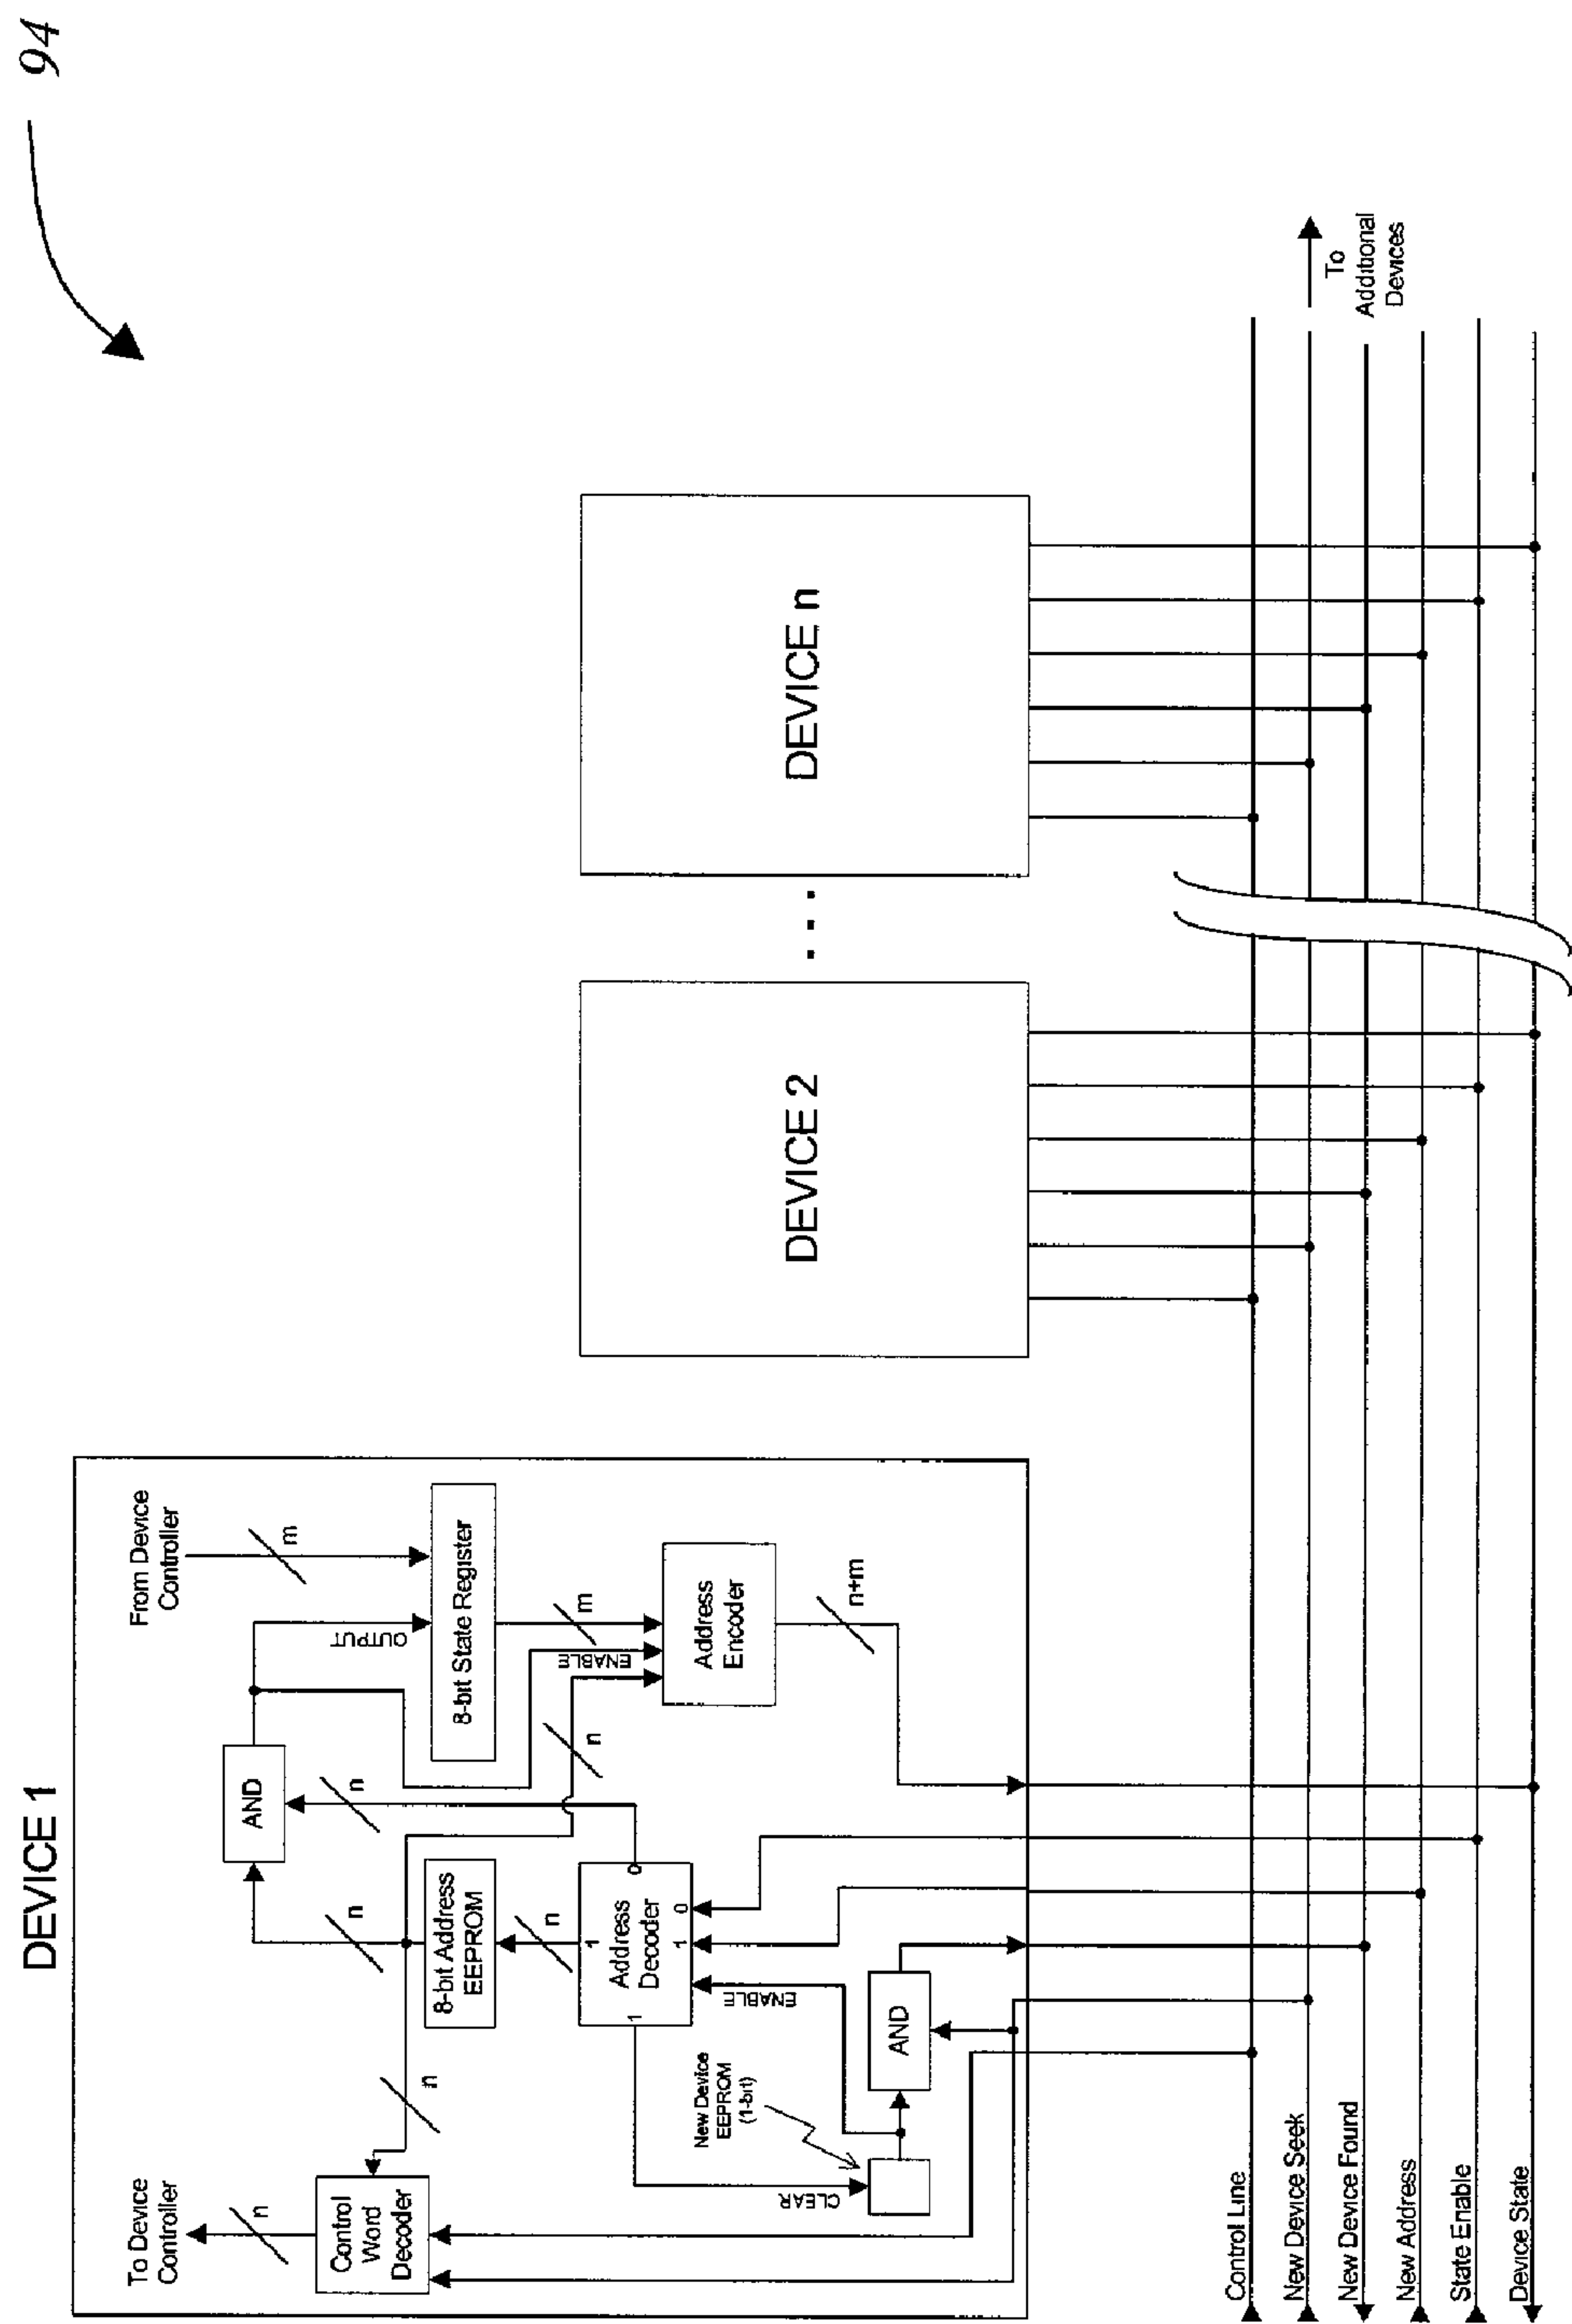 94
DEVICE 1
To Device
Controller
n
Control
Word
Decoder
n
n
AND
n
OUTPUT
From Device
Controller
m
8-bit State Register
8-bit Address
EEPROM
n
n
m
ENABLE
Address
Encoder
n+m
Address
Decoder
1
0
1
1
0
ENABLE
CLEAR
New Device
EEPROM
(1-bit)
AND
DEVICE 2
. . .
DEVICE n
Control Line
New Device Seek
New Device Found
New Address
State Enable
Device State
To
Additional
Devices